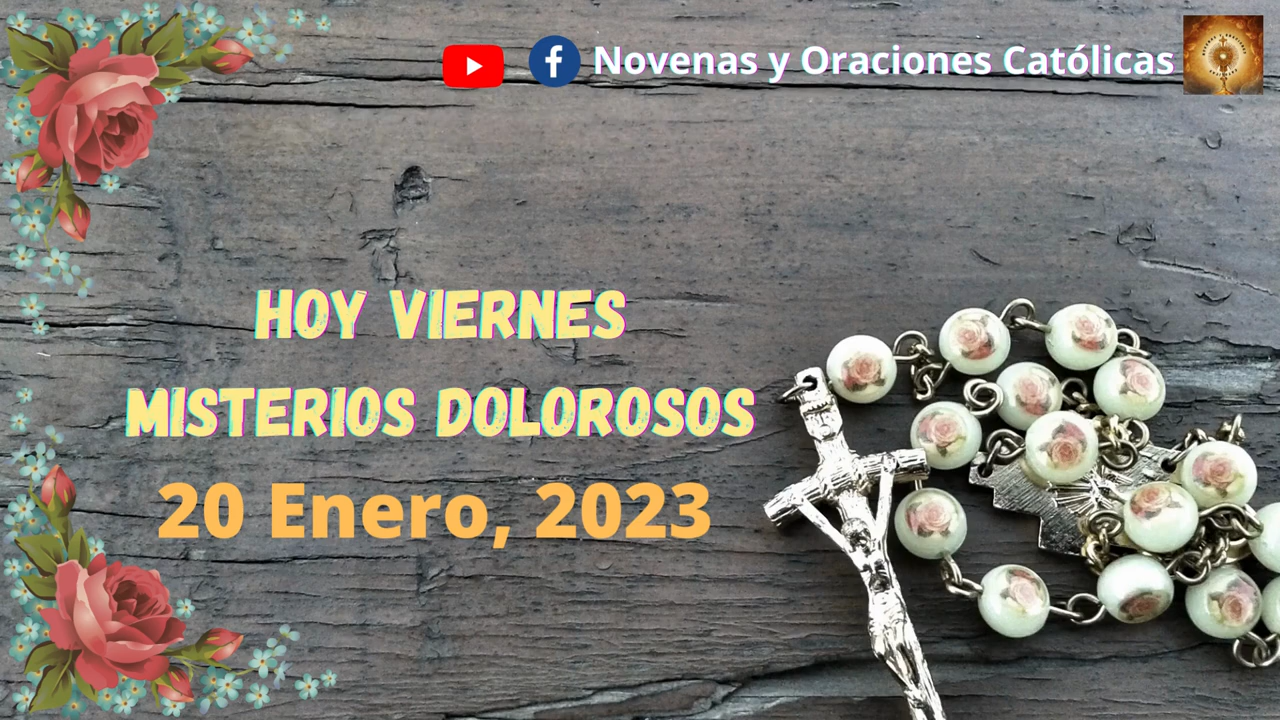 Novenas y Oraciones Católicas
HOY VIERNES
MISTERIOS DOLOROSOS
20 Enero, 2023